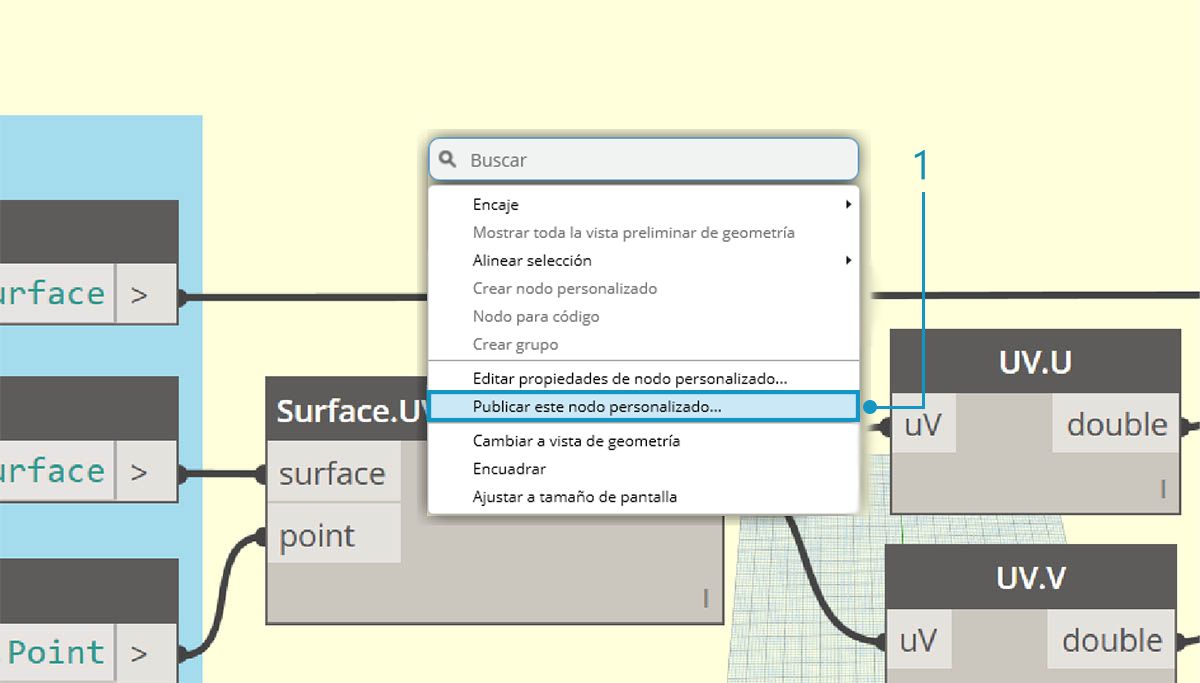 Buscar
1
Encaje
Mostrar toda la vista preliminar de geometría
Alinear selección
Crear nodo personalizado
Nodo para código
Crear grupo
Editar propiedades de nodo personalizado...
Publicar este nodo personalizado...
Cambiar a vista de geometría
Encuadrar
Ajustar a tamaño de pantalla
urface >
urface >
Point >
Surface.UV
surface
point
l
UV.U
uV double
l
UV.V
uV double